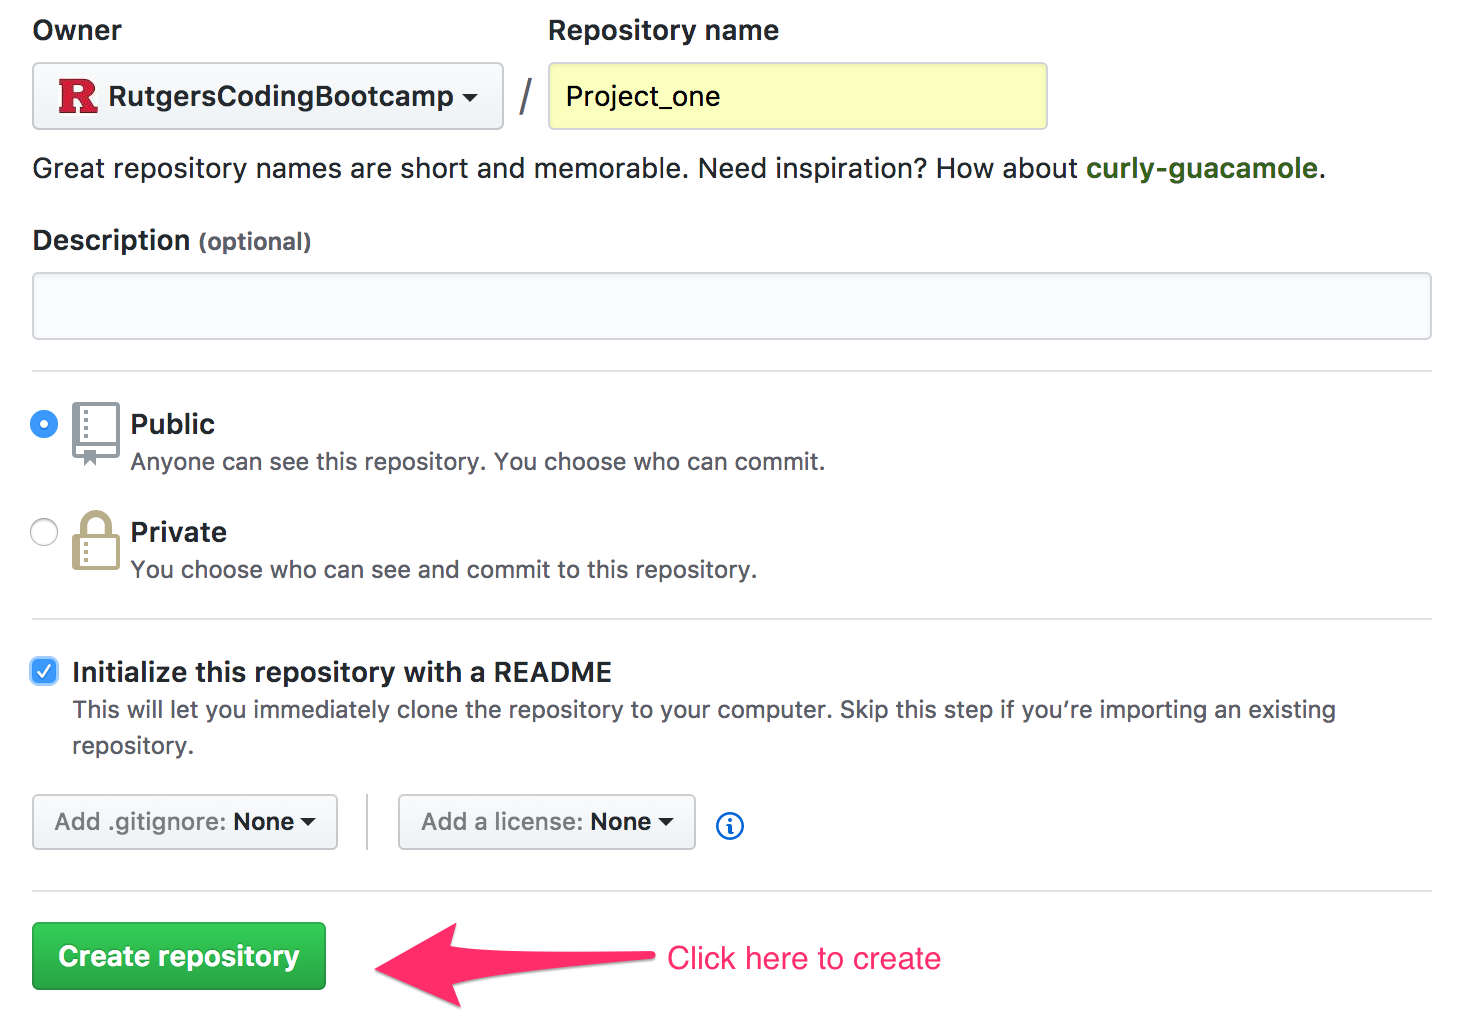 Owner
Repository name
R RutgersCodingBootcamp / Project_one
Great repository names are short and memorable. Need inspiration? How about curly-guacamole.
Description (optional)
Public
Anyone can see this repository. You choose who can commit.
Private
You choose who can see and commit to this repository.
Initialize this repository with a README
This will let you immediately clone the repository to your computer. Skip this step if you’re importing an existing
repository.
Add .gitignore: None
Add a license: None
Create repository
Click here to create